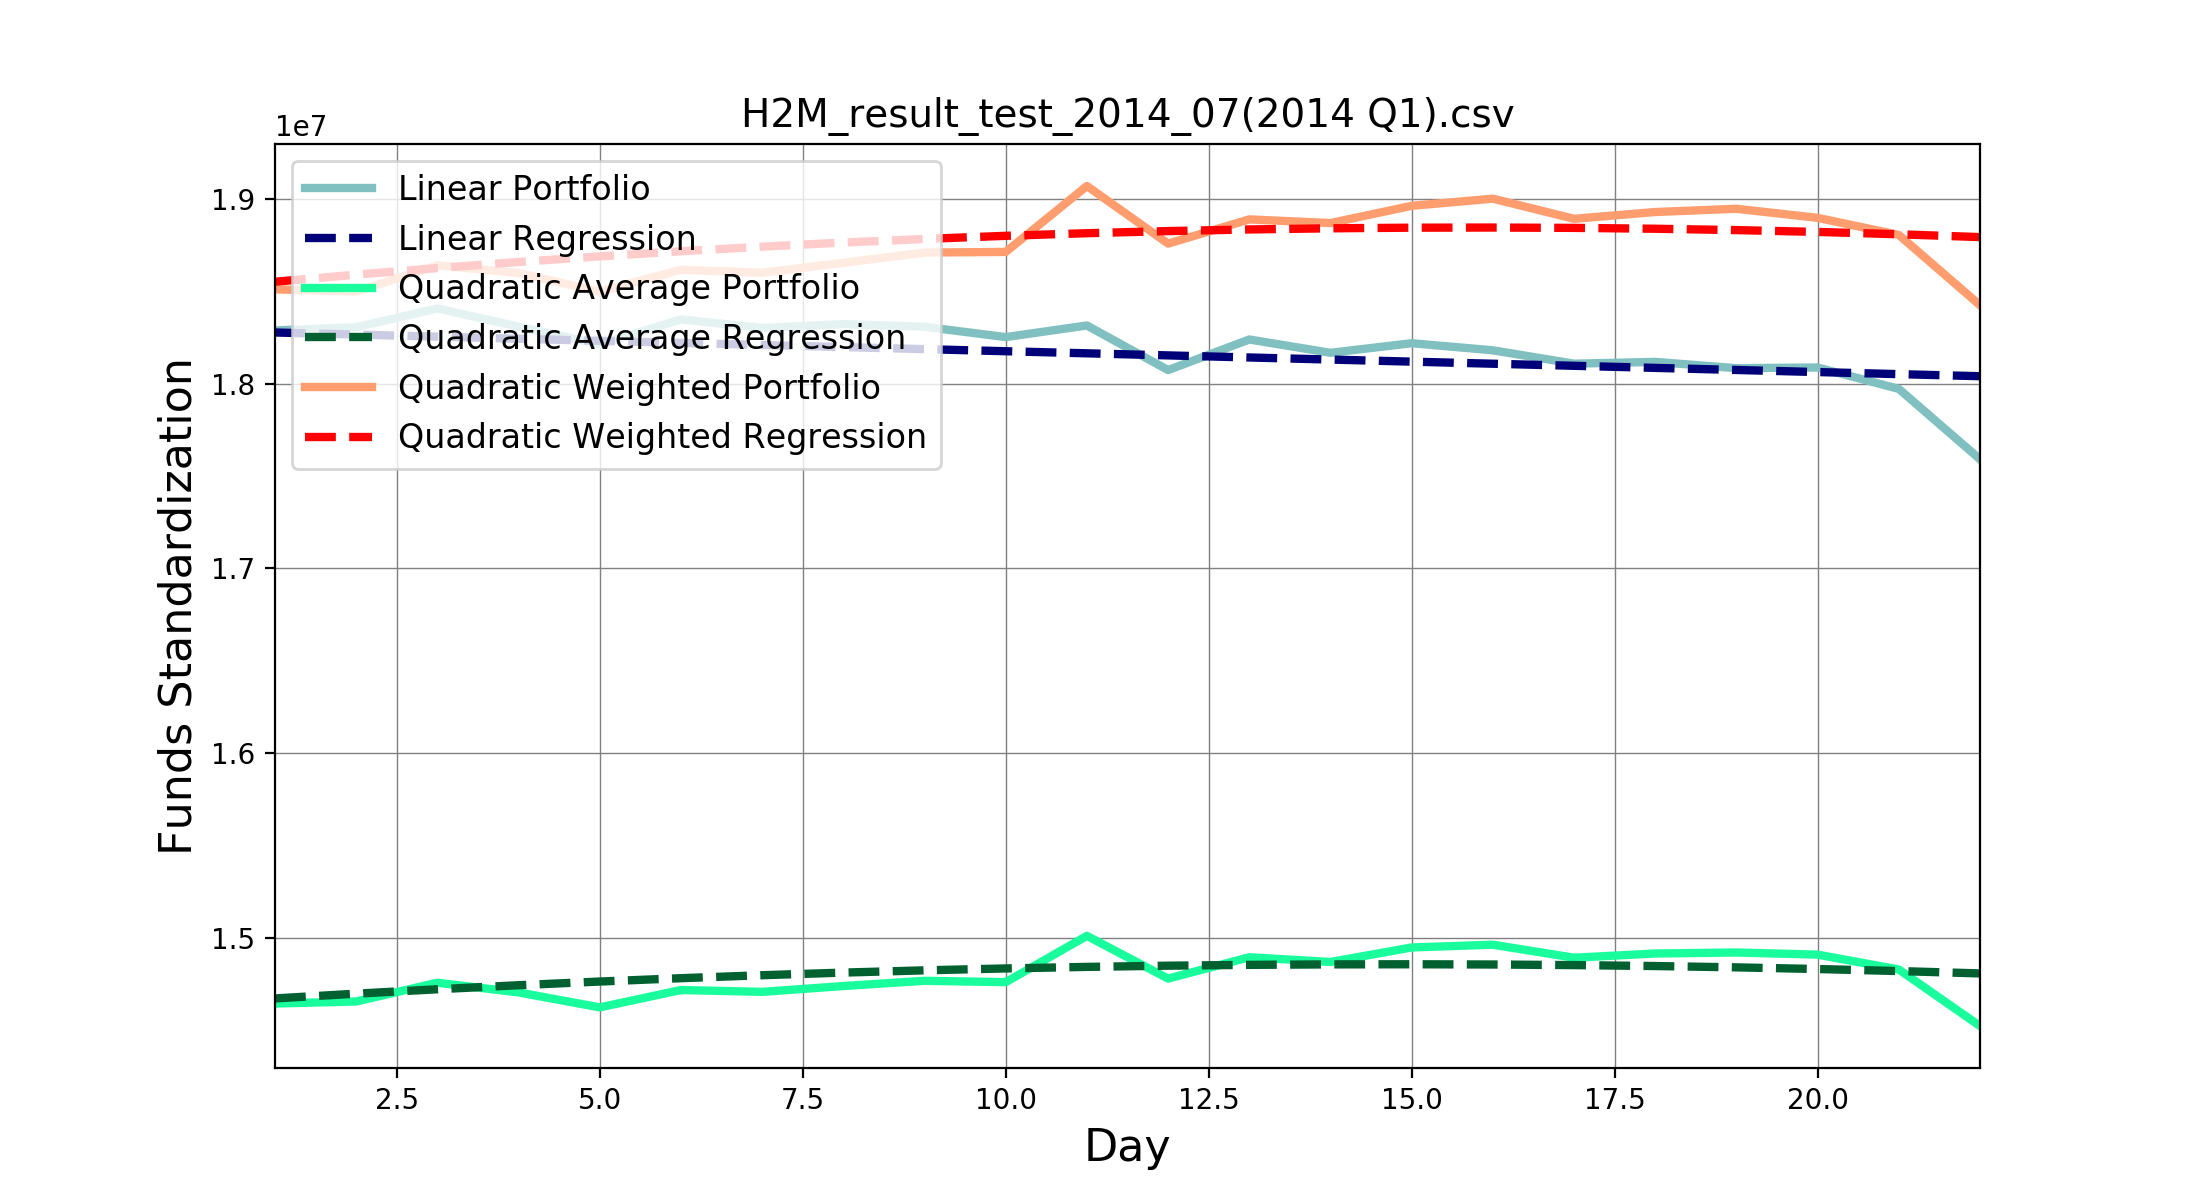 H2M_result_test_2014_07(2014 Q1).csv
1e7
Linear Portfolio
Linear Regression
Quadratic Average Portfolio
Quadratic Average Regression
Quadratic Weighted Portfolio
Quadratic Weighted Regression
Funds Standardization
1.9
1.8
1.7
1.6
1.5
2.5 5.0 7.5 10.0 12.5 15.0 17.5 20.0
Day